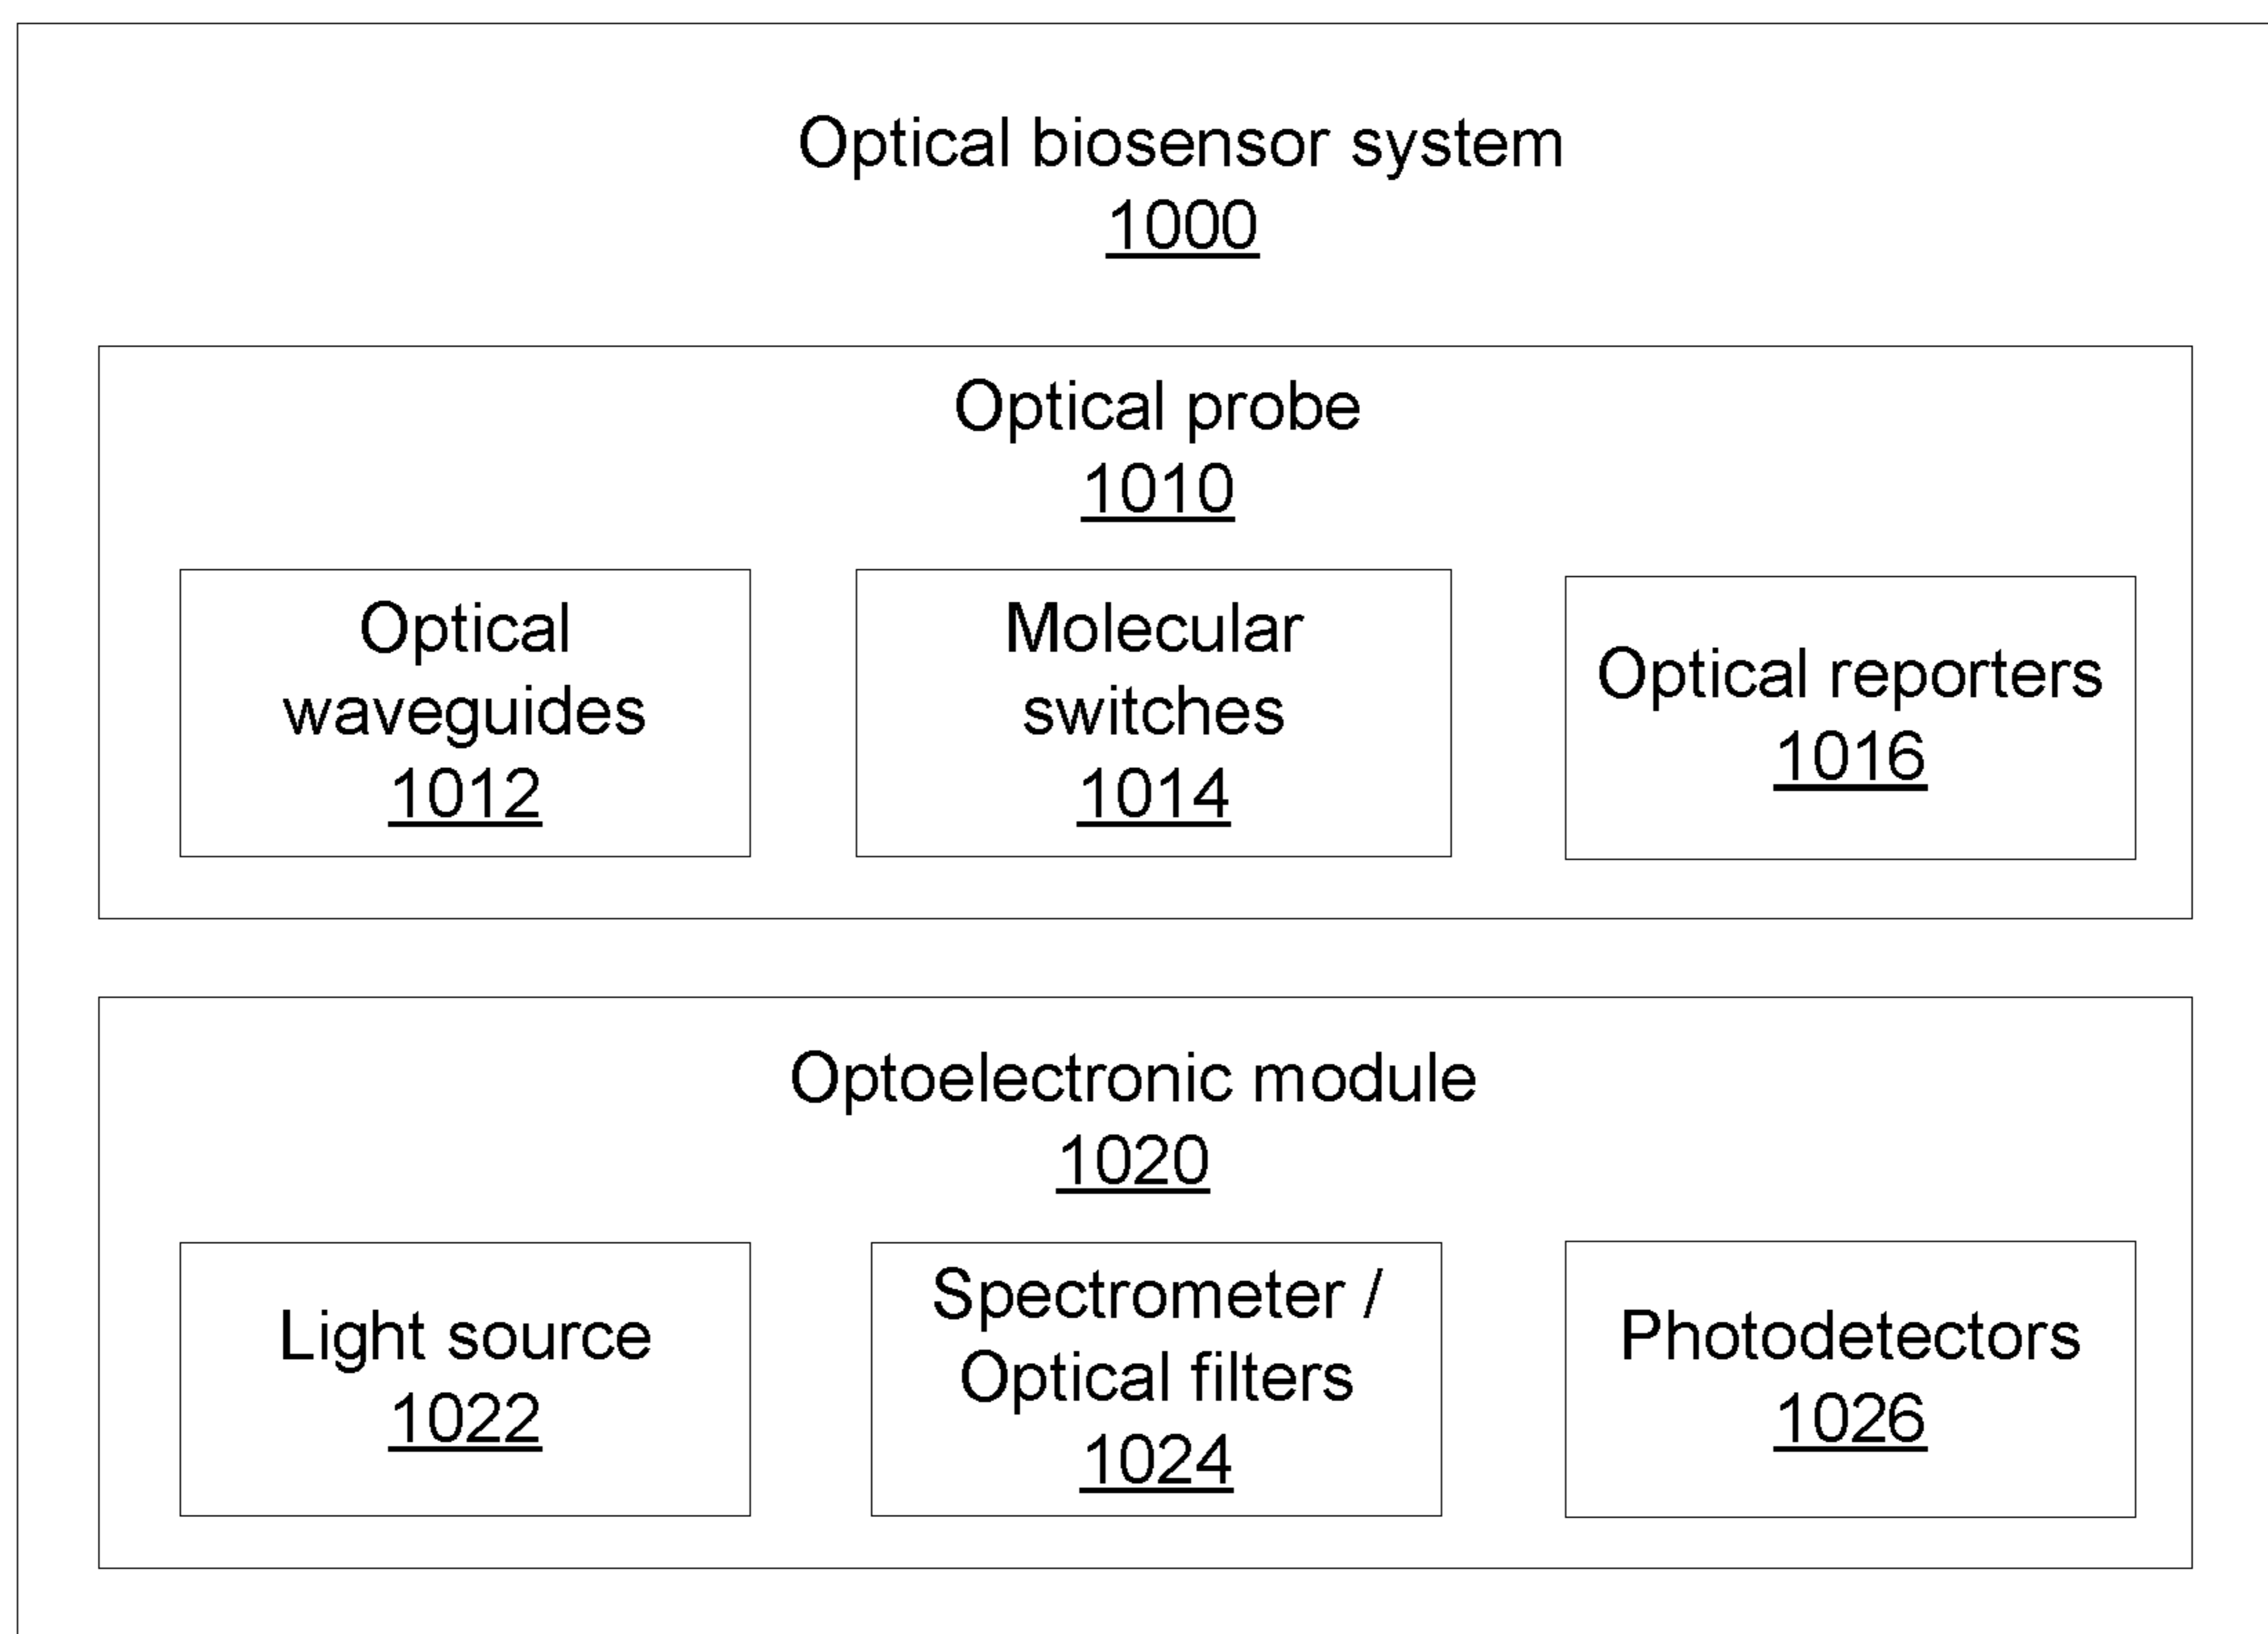 Optical biosensor system
1000
Optical probe
1010
Optical
waveguides
1012
Molecular
switches
1014
Optical reporters
1016
Optoelectronic module
1020
Light source
1022
Spectrometer /
Optical filters
1024
Photodetectors
1026